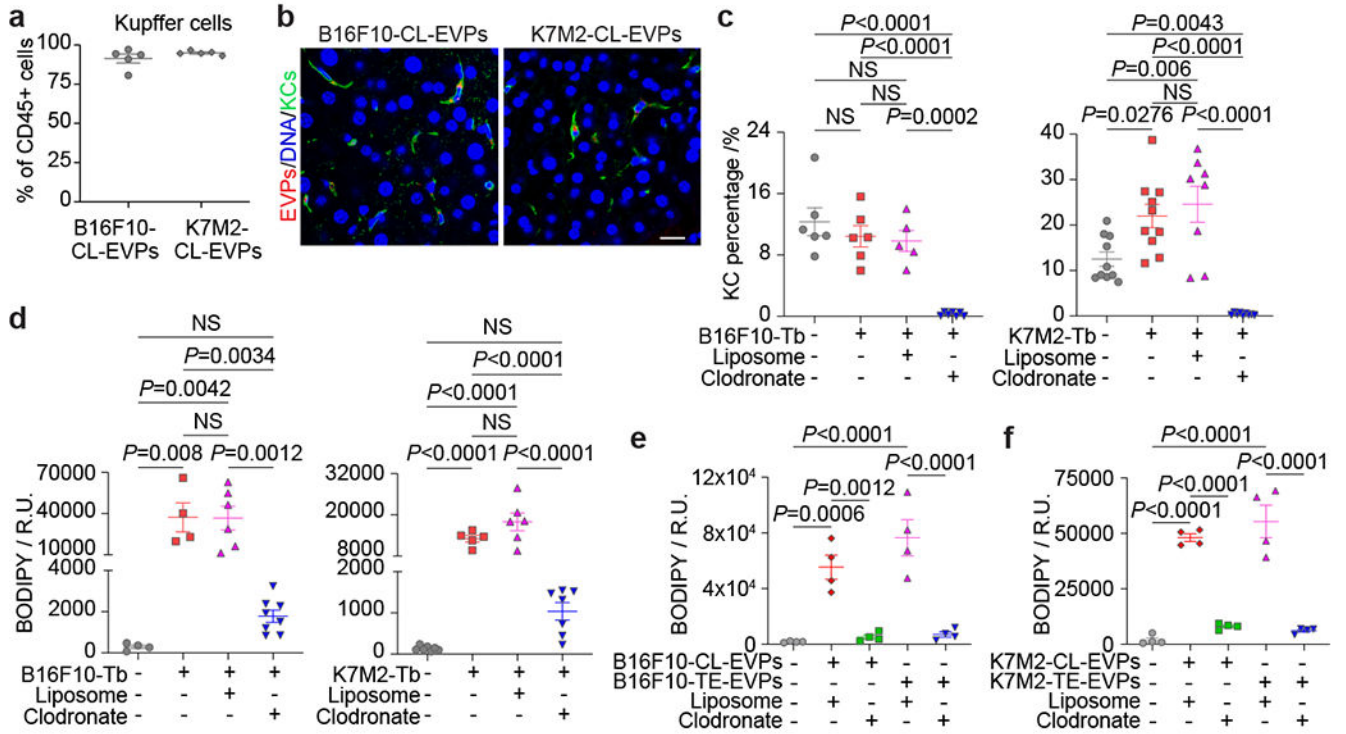 a
Kupffer cells
% of CD45+ cells
100
75
50
25
0
B16F10-
CL-EVPs
K7M2-
CL-EVPs
b
B16F10-CL-EVPs
K7M2-CL-EVPs
EVPs/DNA/KCs
c
P<0.0001
P<0.0001
NS
NS
NS
P=0.0002
KC percentage /%
24
16
8
0
B16F10-Tb - + + +
Liposome - - + -
Clodronate - - - +
P=0.0043
P<0.0001
P=0.006
NS
P=0.0276
P<0.0001
40
30
20
10
0
K7M2-Tb - + + +
Liposome - - + -
Clodronate - - - +
d
NS
P=0.0034
P=0.0042
NS
P=0.008
P=0.0012
BODIPY / R.U.
70000
40000
10000
4000
2000
0
B16F10-Tb - + + +
Liposome - - + -
Clodronate - - - +
NS
P<0.0001
P<0.0001
NS
P<0.0001
P<0.0001
32000
20000
8000
2000
1000
0
K7M2-Tb - + + +
Liposome - - + -
Clodronate - - - +
e
P<0.0001
P<0.0001
P=0.0012
P=0.0006
BODIPY / R.U.
12×10⁴
8×10⁴
4×10⁴
0
B16F10-CL-EVPs - + + - -
B16F10-TE-EVPs - - - + +
Liposome - + - + -
Clodronate - - + - +
f
P<0.0001
P<0.0001
P<0.0001
P<0.0001
BODIPY / R.U.
75000
50000
25000
0
K7M2-CL-EVPs - + + - -
K7M2-TE-EVPs - - - + +
Liposome - + - + -
Clodronate - - + - +